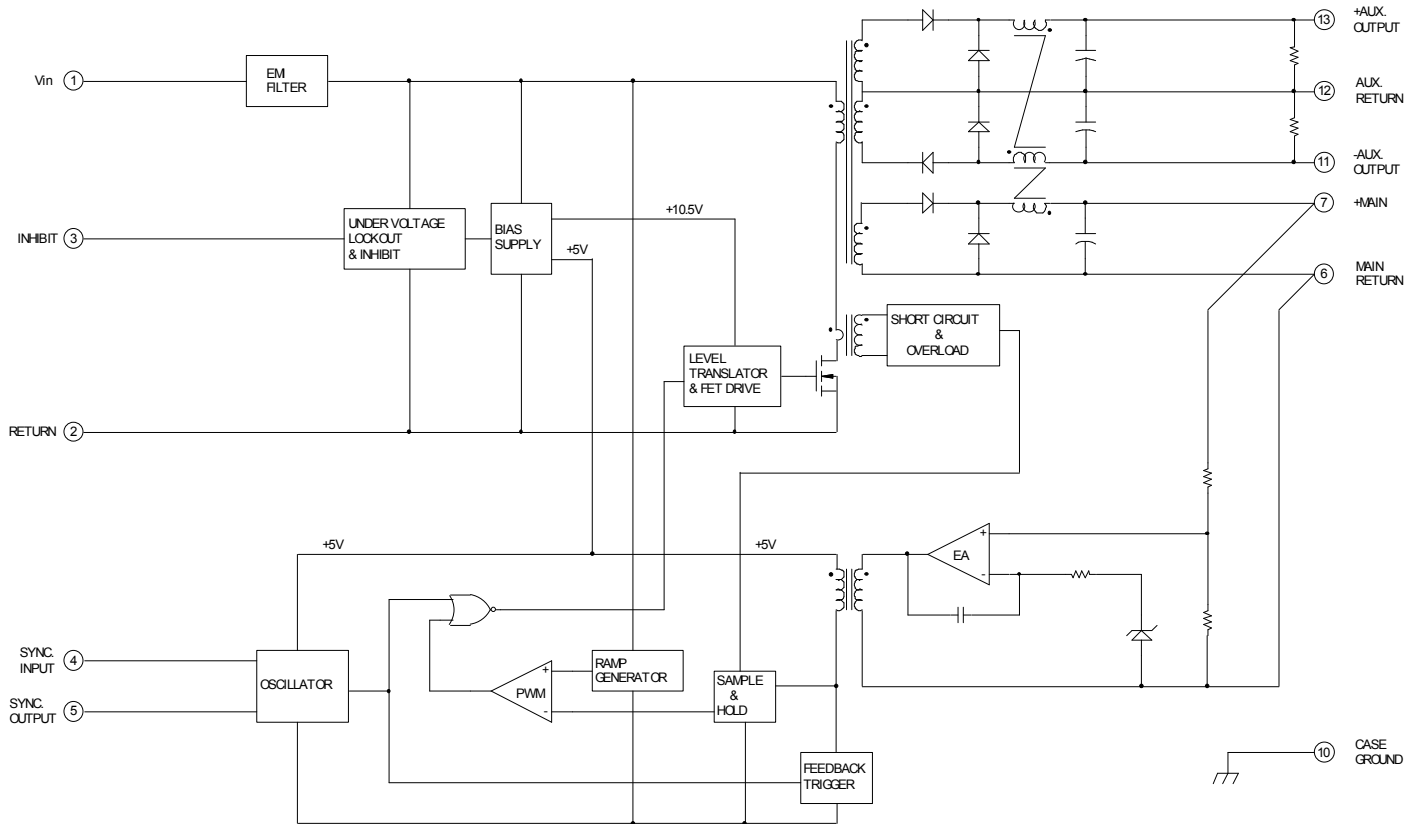 13
+AUX.
OUTPUT
Vin
1
EMI
FILTER
12
AUX.
RETURN
11
-AUX.
OUTPUT
7
+MAIN
+10.5V
INHIBIT
3
UNDER VOLTAGE
LOCKOUT
& INHIBIT
BIAS
SUPPLY
+5V
6
MAIN
RETURN
SHORT CIRCUIT
&
OVERLOAD
LEVEL
TRANSLATOR
& FET DRIVE
RETURN
2
+5V
+5V
+
EA
-
SYNC.
INPUT
4
OSCILLATOR
+
PWM
-
RAMP
GENERATOR
SAMPLE
&
HOLD
SYNC.
OUTPUT
5
FEEDBACK
TRIGGER
10
CASE
GROUND